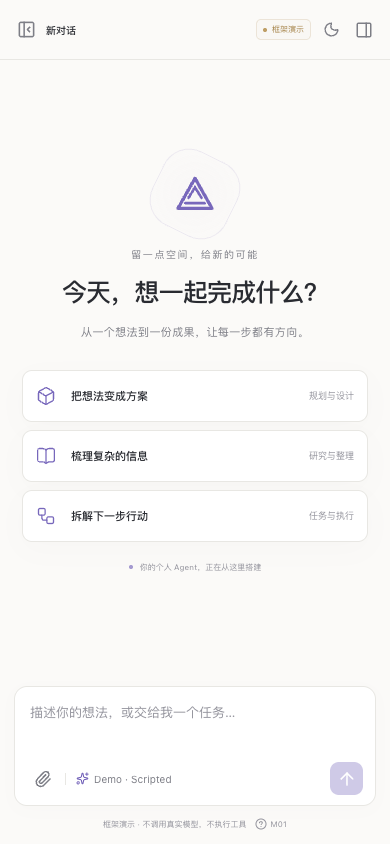 新对话
框架演示
留一点空间，给新的可能
今天，想一起完成什么？
从一个想法到一份成果，让每一步都有方向。
把想法变成方案
规划与设计
梳理复杂的信息
研究与整理
拆解下一步行动
任务与执行
你的个人 Agent，正在从这里搭建
描述你的想法，或交给我一个任务...
Demo · Scripted
框架演示 · 不调用真实模型、不执行工具
M01